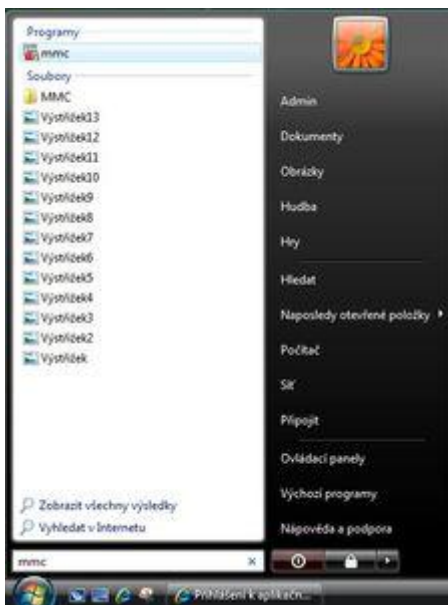 Programy
mmc
Soubory
MMC
Výstřižek13
Výstřižek12
Výstřižek11
Výstřižek10
Výstřižek9
Výstřižek8
Výstřižek7
Výstřižek6
Výstřižek5
Výstřižek4
Výstřižek3
Výstřižek2
Výstřižek
Zobrazit všechny výsledky
Vyhledat v Internetu
mmc
Admin
Dokumenty
Obrázky
Hudba
Hry
Hledat
Naposledy otevřené položky
Počítač
Síť
Připojit
Ovládací panely
Výchozí programy
Nápověda a podpora
Přihlášení k aplikačn...